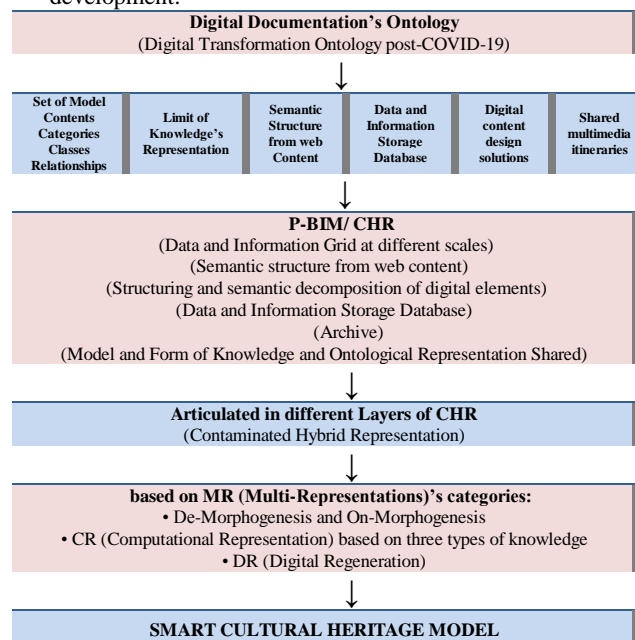 development.
Digital Documentation's Ontology
(Digital Transformation Ontology post-COVID-19)
↓
Set of Model
Contents
Categories
Classes
Relationships
Limit of
Knowledge's
Representation
Semantic
Structure
from web
Content
Data and
Information
Storage
Database
Digital
content
design
solutions
Shared
multimedia
itineraries
↓
P-BIM/ CHR
(Data and Information Grid at different scales)
(Semantic structure from web content)
(Structuring and semantic decomposition of digital elements)
(Data and Information Storage Database)
(Archive)
(Model and Form of Knowledge and Ontological Representation Shared)
↓
Articulated in different Layers of CHR
(Contaminated Hybrid Representation)
↓
based on MR (Multi-Representations)'s categories:
• De-Morphogenesis and On-Morphogenesis
• CR (Computational Representation) based on three types of knowledge
• DR (Digital Regeneration)
↓
SMART CULTURAL HERITAGE MODEL